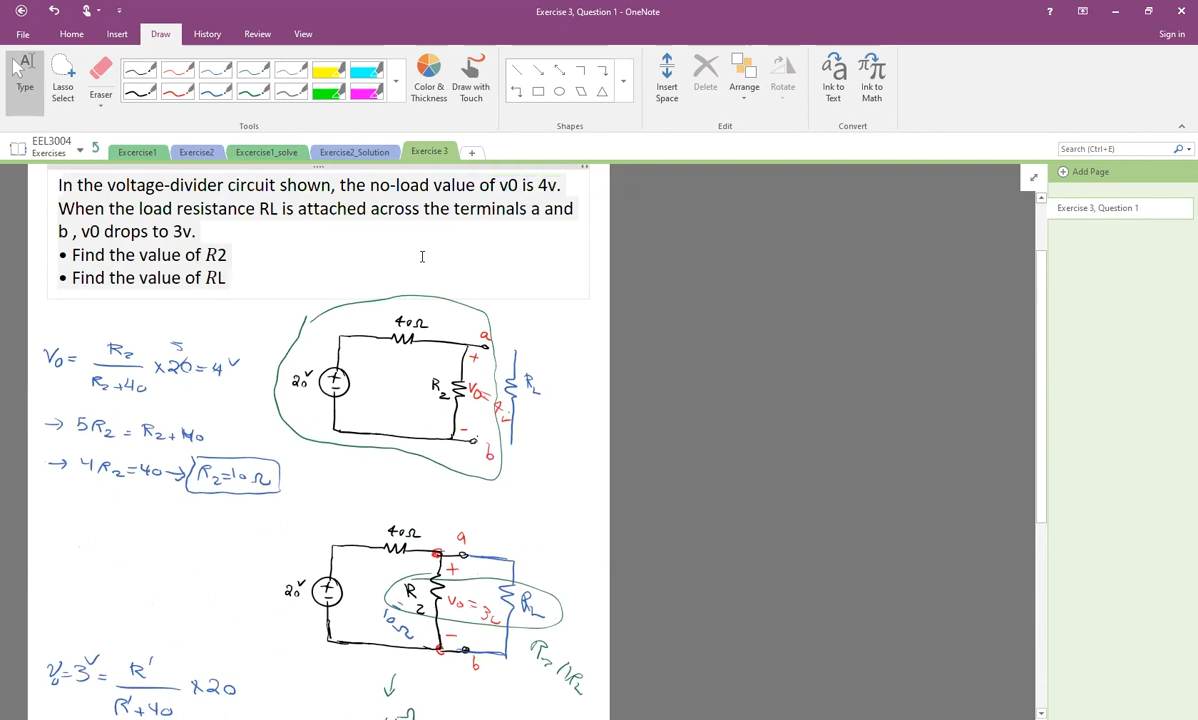 Exercise 3, Question 1 - OneNote
?
File
Home
Insert
Draw
History
Review
View
Sign in
Type
Lasso Select
Eraser
Color & Thickness
Draw with Touch
Insert Space
Delete
Arrange
Rotate
Ink to Text
Ink to Math
Tools
Shapes
Edit
Convert
EEL3004 Exercises
Excercise1
Exercise2
Excercise1_solve
Exercise2_Solution
Exercise 3
Search (Ctrl+E)
Add Page
Exercise 3, Question 1
In the voltage-divider circuit shown, the no-load value of v0 is 4v.
When the load resistance RL is attached across the terminals a and
b , v0 drops to 3v.
• Find the value of R2
• Find the value of RL
40Ω
a
+
20v
R2
V0=
RL
-
b
V0 = R2 / R2+40 × 20 = 4v
5
→ 5R2 = R2+40
→ 4R2=40 → R2=10Ω
40Ω
a
+
20v
R2
10Ω
V0 = 3v
RL
-
b
V0=3v = R' / R'+40 × 20